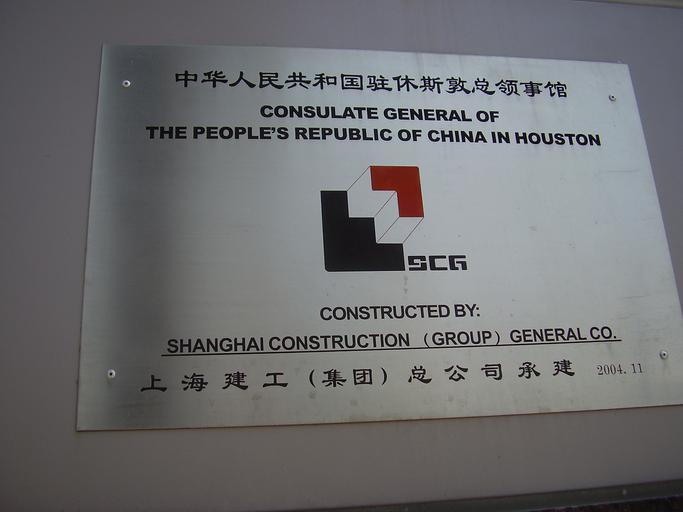 中华人民共和国驻休斯敦总领事馆
CONSULATE GENERAL OF
THE PEOPLE'S REPUBLIC OF CHINA IN HOUSTON
SCG
CONSTRUCTED BY:
SHANGHAI CONSTRUCTION （GROUP）GENERAL CO.
上海建工（集团）总公司承建 2004.11